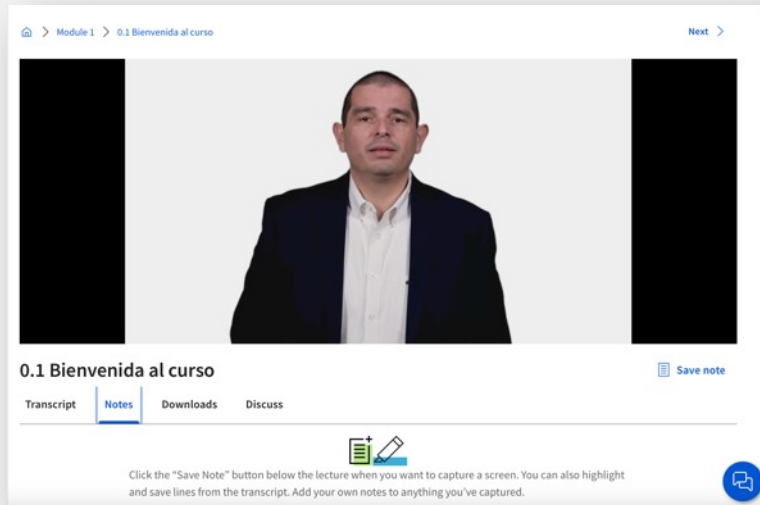 Module 1 0.1 Bienvenida al curso Next
0.1 Bienvenida al curso Save note
Transcript Notes Downloads Discuss
Click the “Save Note” button below the lecture when you want to capture a screen. You can also highlight
and save lines from the transcript. Add your own notes to anything you’ve captured.